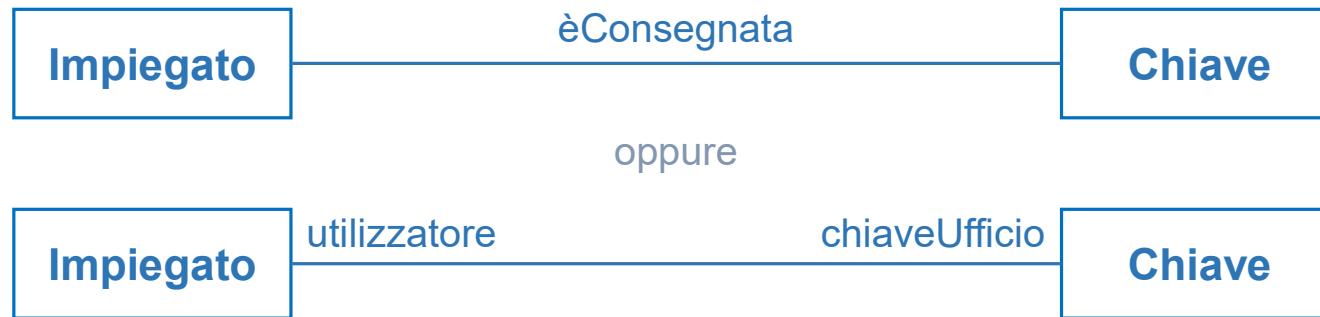 èConsegnata
Impiegato
Chiave
oppure
utilizzatore
chiaveUfficio
Impiegato
Chiave